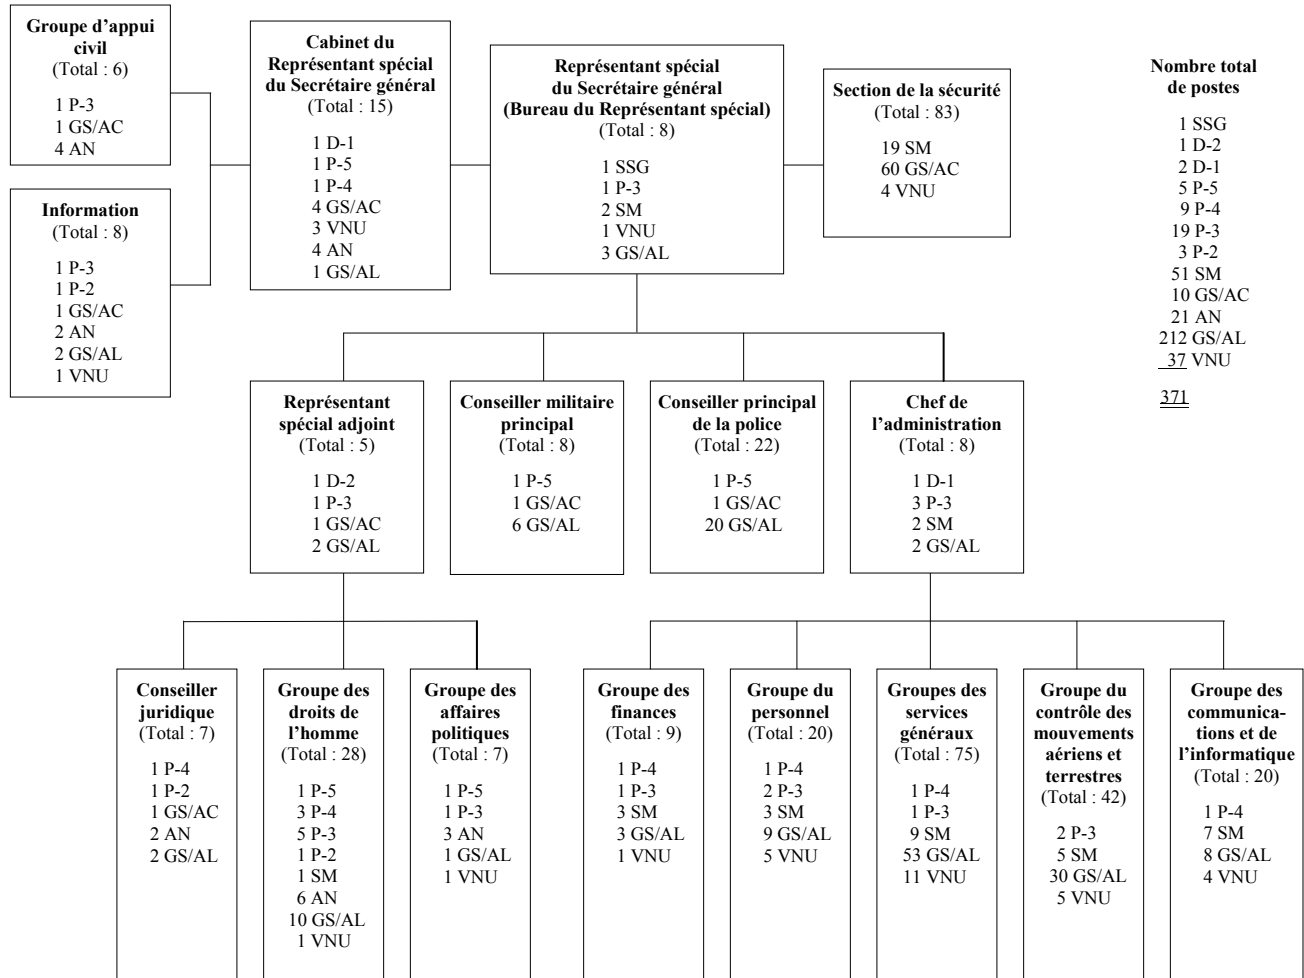 Groupe d'appui
civil
(Total : 6)
1 P-3
1 GS/AC
4 AN
Information
(Total : 8)
1 P-3
1 P-2
1 GS/AC
2 AN
2 GS/AL
1 VNU
Cabinet du
Représentant spécial
du Secrétaire général
(Total : 15)
1 D-1
1 P-5
1 P-4
4 GS/AC
3 VNU
4 AN
1 GS/AL
Représentant spécial
du Secrétaire général
(Bureau du Représentant spécial)
(Total : 8)
1 SSG
1 P-3
2 SM
1 VNU
3 GS/AL
Section de la sécurité
(Total : 83)
19 SM
60 GS/AC
4 VNU
Nombre total
de postes
1 SSG
1 D-2
2 D-1
5 P-5
9 P-4
19 P-3
3 P-2
51 SM
10 GS/AC
21 AN
212 GS/AL
37 VNU
371
Représentant
spécial adjoint
(Total : 5)
1 D-2
1 P-3
1 GS/AC
2 GS/AL
Conseiller militaire
principal
(Total : 8)
1 P-5
1 GS/AC
6 GS/AL
Conseiller principal
de la police
(Total : 22)
1 P-5
1 GS/AC
20 GS/AL
Chef de
l'administration
(Total : 8)
1 D-1
3 P-3
2 SM
2 GS/AL
Conseiller
juridique
(Total : 7)
1 P-4
1 P-2
1 GS/AC
2 AN
2 GS/AL
Groupe des
droits de
l'homme
(Total : 28)
1 P-5
3 P-4
5 P-3
1 P-2
1 SM
6 AN
10 GS/AL
1 VNU
Groupe des
affaires
politiques
(Total : 7)
1 P-5
1 P-3
3 AN
1 GS/AL
1 VNU
Groupe des
finances
(Total : 9)
1 P-4
1 P-3
3 SM
3 GS/AL
1 VNU
Groupe du
personnel
(Total : 20)
1 P-4
2 P-3
3 SM
9 GS/AL
5 VNU
Groupes des
services
généraux
(Total : 75)
1 P-4
1 P-3
9 SM
53 GS/AL
11 VNU
Groupe du
contrôle des
mouvements
aériens et
terrestres
(Total : 42)
2 P-3
5 SM
30 GS/AL
5 VNU
Groupe des
communica-
tions et de
l'informatique
(Total : 20)
1 P-4
7 SM
8 GS/AL
4 VNU